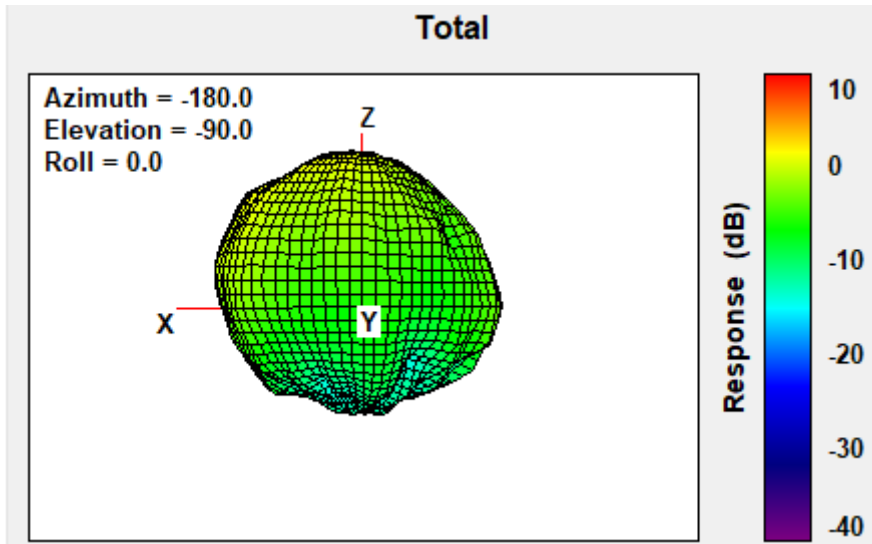 Total
Azimuth = -180.0
Elevation = -90.0
Roll = 0.0
Z
X
Y
Response (dB)
10
0
-10
-20
-30
-40